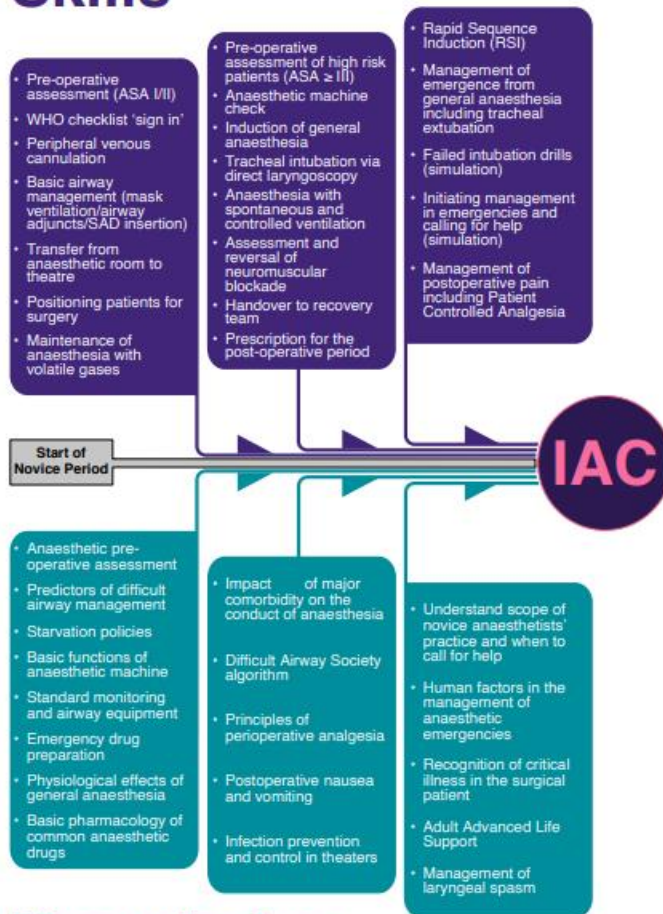 Skills
• Pre-operative
assessment (ASA I/II)
• WHO checklist ‘sign in’
• Peripheral venous
cannulation
• Basic airway
management (mask
ventilation/airway
adjuncts/SAD insertion)
• Transfer from
anaesthetic room to
theatre
• Positioning patients for
surgery
• Maintenance of
anaesthesia with
volatile gases
• Pre-operative
assessment of high risk
patients (ASA ≥ III)
• Anaesthetic machine
check
• Induction of general
anaesthesia
• Tracheal intubation via
direct laryngoscopy
• Anaesthesia with
spontaneous and
controlled ventilation
• Assessment and
reversal of
neuromuscular
blockade
• Handover to recovery
team
• Prescription for the
post-operative period
• Rapid Sequence
Induction (RSI)
• Management of
emergence from
general anaesthesia
including tracheal
extubation
• Failed intubation drills
(simulation)
• Initiating management
in emergencies and
calling for help
(simulation)
• Management of
postoperative pain
including Patient
Controlled Analgesia
Start of
Novice Period
IAC
• Anaesthetic pre-
operative assessment
• Predictors of difficult
airway management
• Starvation policies
• Basic functions of
anaesthetic machine
• Standard monitoring
and airway equipment
• Emergency drug
preparation
• Physiological effects of
general anaesthesia
• Basic pharmacology of
common anaesthetic
drugs
• Impact of major
comorbidity on the
conduct of anaesthesia
• Difficult Airway Society
algorithm
• Principles of
perioperative analgesia
• Postoperative nausea
and vomiting
• Infection prevention
and control in theaters
• Understand scope of
novice anaesthetists’
practice and when to
call for help
• Human factors in the
management of
anaesthetic
emergencies
• Recognition of critical
illness in the surgical
patient
• Adult Advanced Life
Support
• Management of
laryngeal spasm